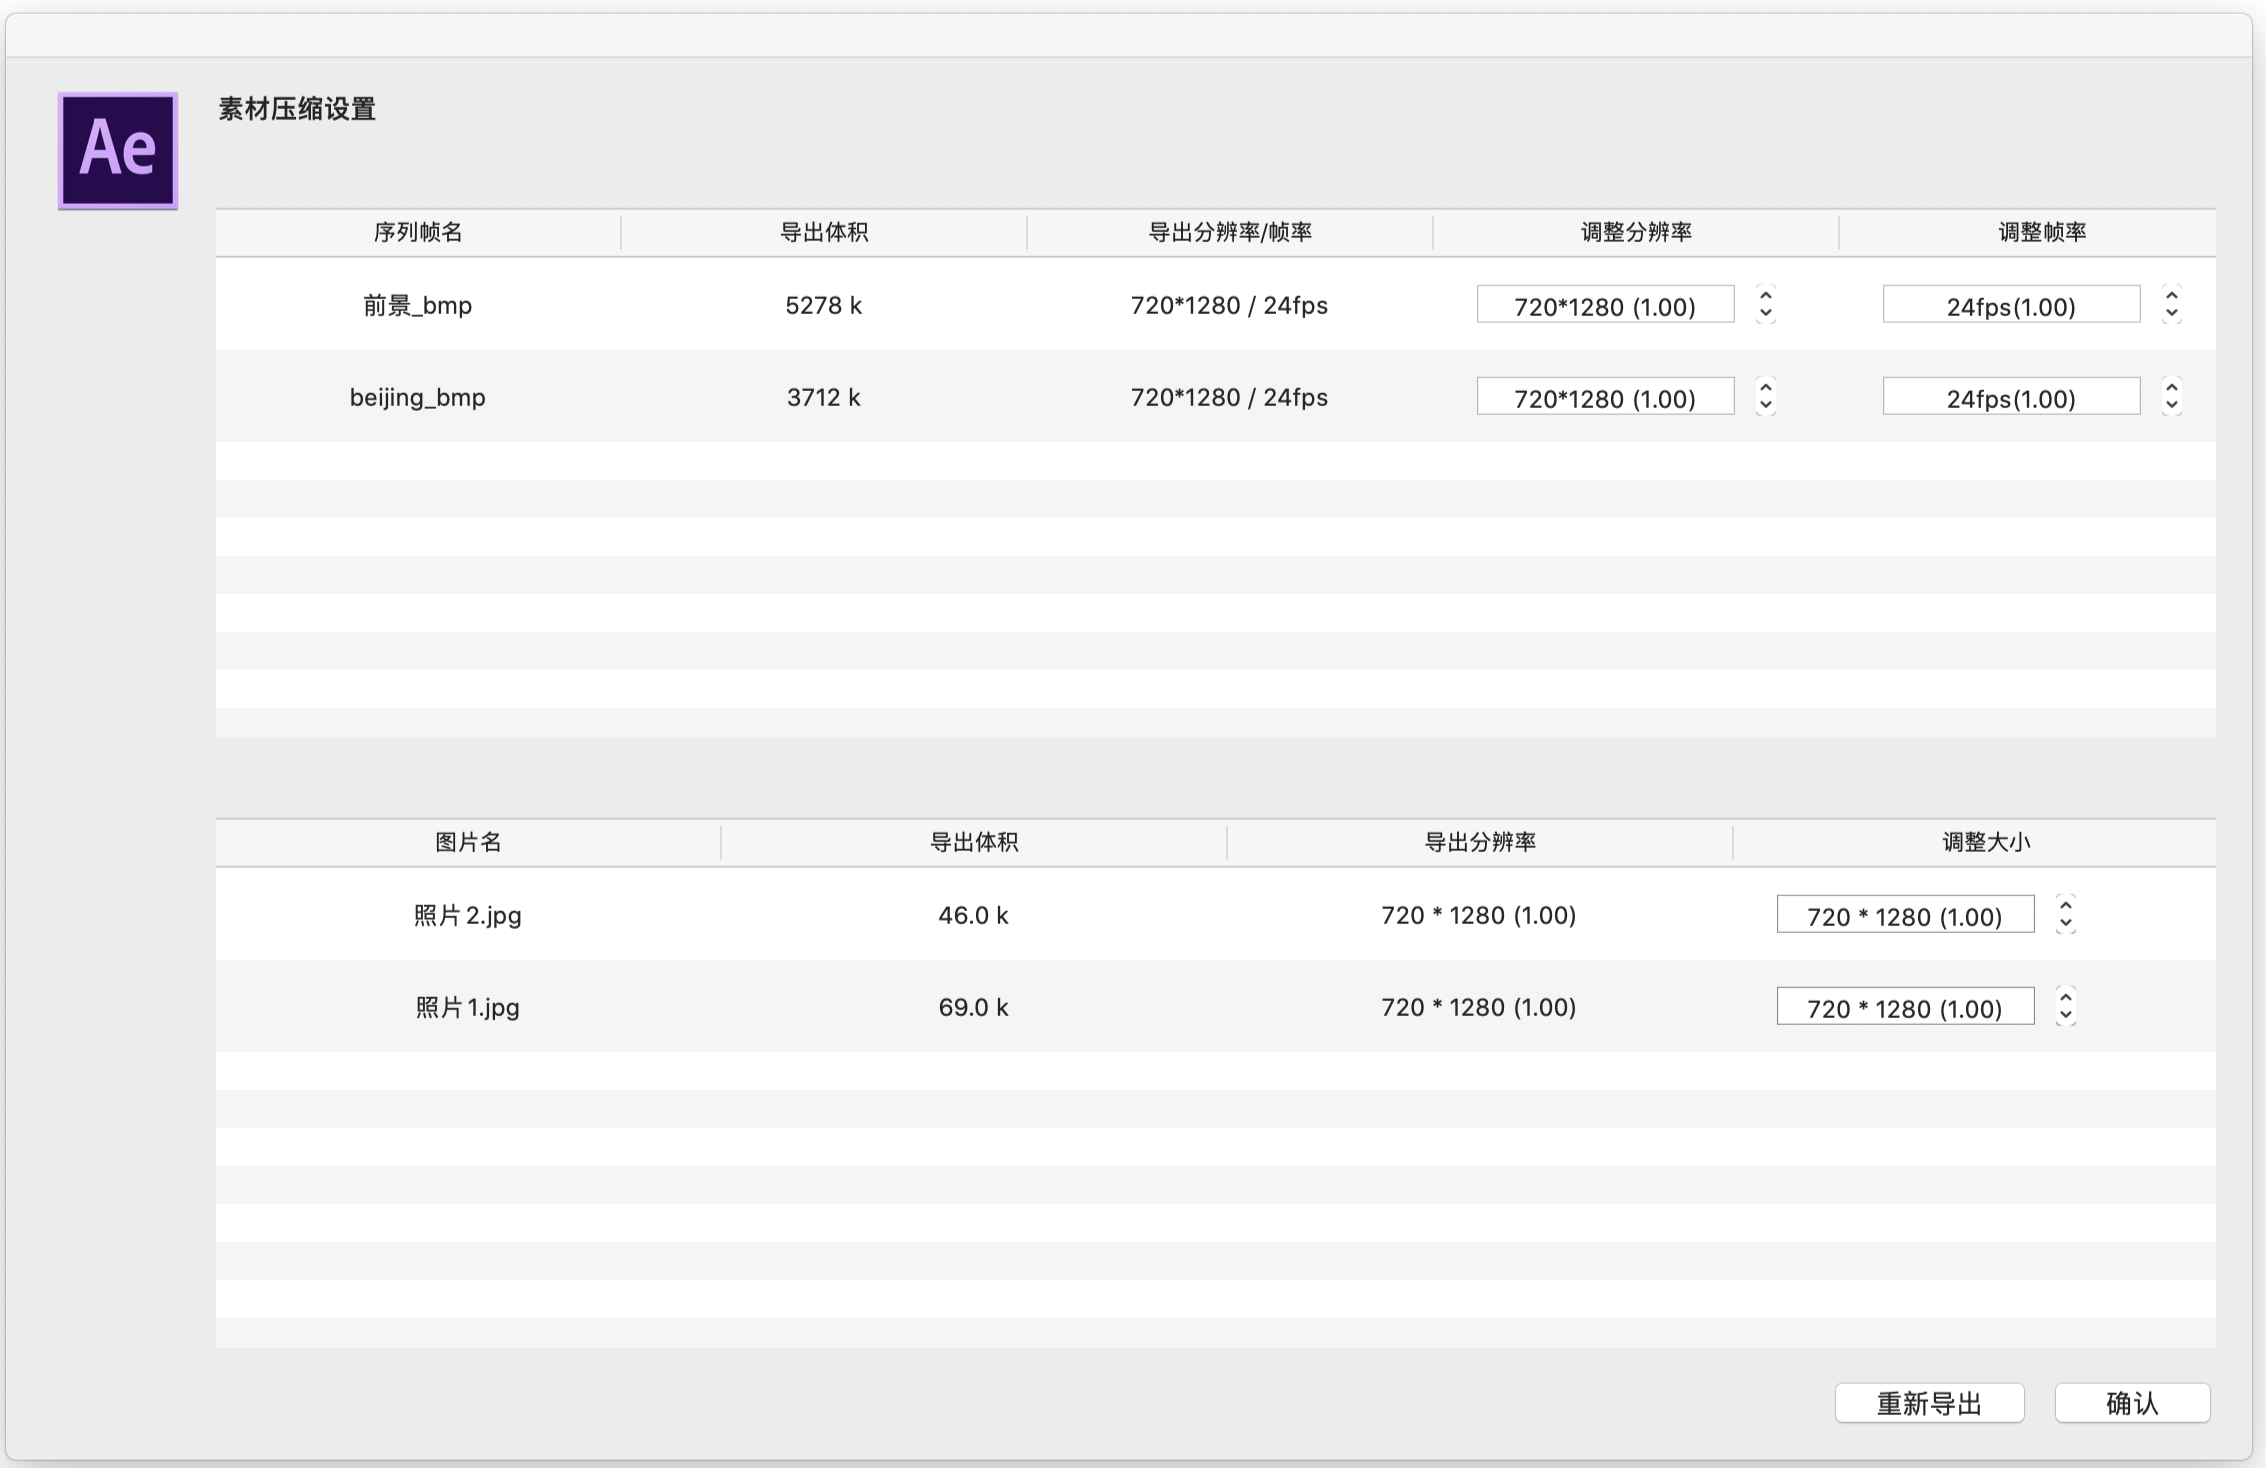 Ae
素材压缩设置
序列帧名 导出体积 导出分辨率/帧率 调整分辨率 调整帧率
前景_bmp 5278 k 720*1280 / 24fps 720*1280 (1.00) 24fps(1.00)
beijing_bmp 3712 k 720*1280 / 24fps 720*1280 (1.00) 24fps(1.00)
图片名 导出体积 导出分辨率 调整大小
照片2.jpg 46.0 k 720 * 1280 (1.00) 720 * 1280 (1.00)
照片1.jpg 69.0 k 720 * 1280 (1.00) 720 * 1280 (1.00)
重新导出 确认